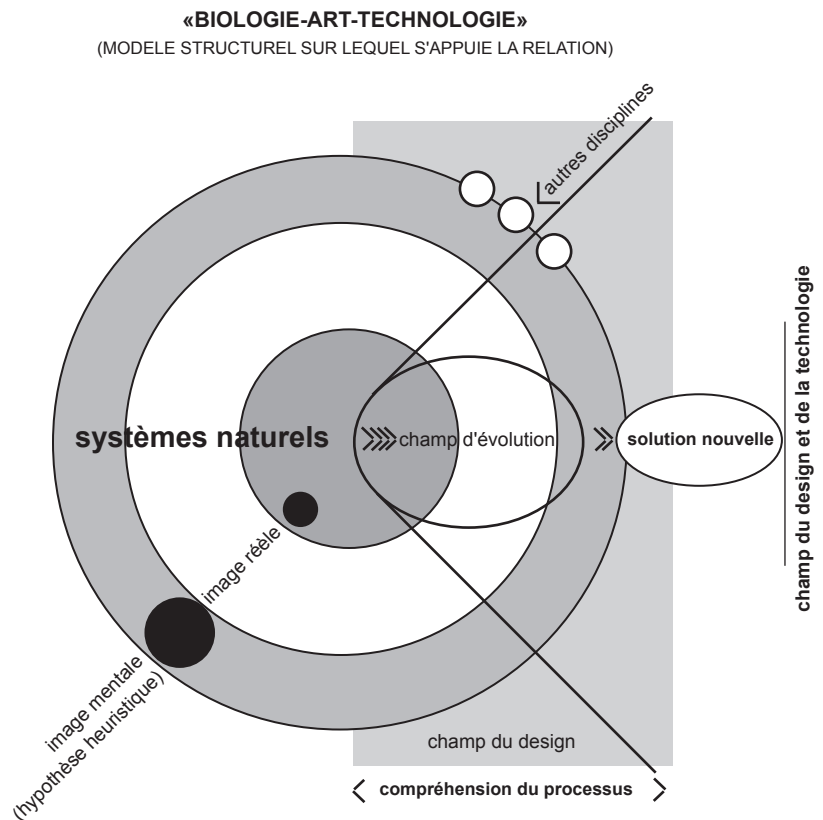 «BIOLOGIE-ART-TECHNOLOGIE»
(MODELE STRUCTUREL SUR LEQUEL S'APPUIE LA RELATION)
autres disciplines
systèmes naturels
champ d'évolution
solution nouvelle
champ du design et de la technologie
image réèle
image mentale
(hypothèse heuristique)
champ du design
compréhension du processus